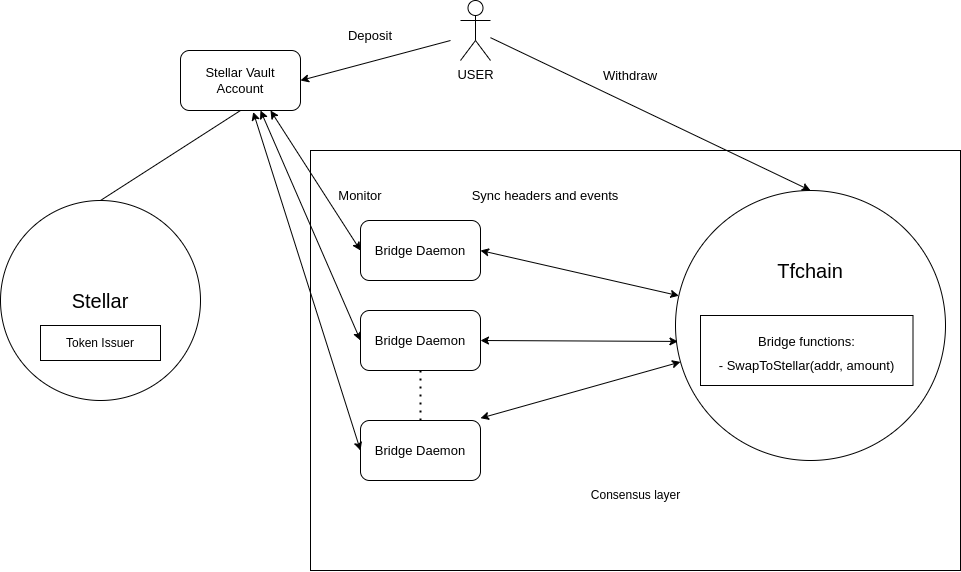 Deposit
USER
Stellar Vault
Account
Withdraw
Monitor
Sync headers and events
Bridge Daemon
Tfchain
Stellar
Token Issuer
Bridge Daemon
Bridge functions:
- SwapToStellar(addr, amount)
Bridge Daemon
Consensus layer